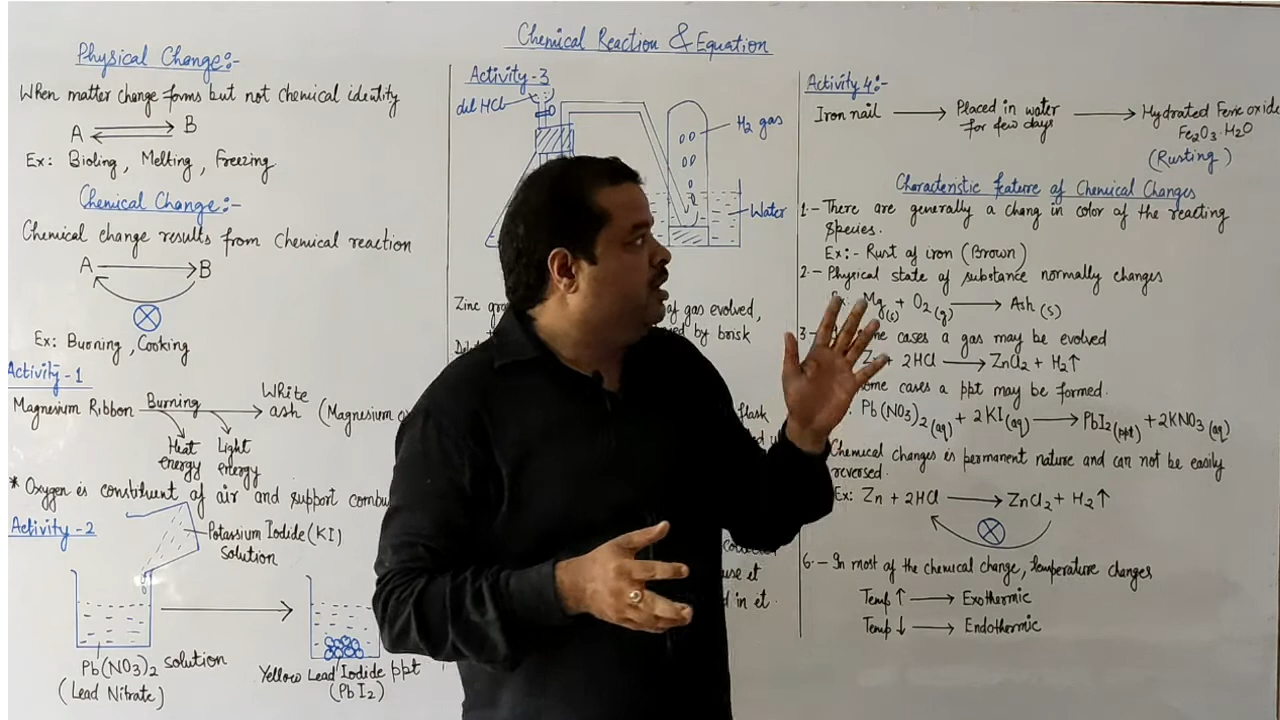 Chemical Reaction & Equation
Physical Change:-
When matter change forms but not Chemical identity
A B
Ex: Bioling, Melting, Freezing
Chemical Change:-
Chemical change results from Chemical reaction
A B
Ex: Burning, Cooking
Activity-1
Magnesium Ribbon Burning White
ash (Magnesium
Heat energy
Light energy
* Oxygen is constituent of air and support
Activity-2
Potassium Iodide (KI)
Solution
Pb(NO3)2 solution
(Lead Nitrate)
Yellow Lead Iodide ppt
(PbI2)
Activity-3
dil HCl
H2 gas
Water
Zinc
of gas evolved,
by brisk
flask
use it
in it.
Activity 4:-
Iron nail → Placed in water → Hydrated Ferric oxide
for few days Fe2O3·H2O
(Rusting)
Characteristic feature of Chemical Changes
1.- There are generally a chang in color of the reacting
species.
Ex:- Rust of iron (Brown)
2.- Physical state of substance normally changes
Mg(s) + O2(g) → Ash(s)
3.- cases a gas may be evolved
2HCl → ZnCl2 + H2↑
cases a ppt may be formed.
Pb(NO3)2(aq) + 2KI(aq) → PbI2(ppt) + 2KNO3(aq)
Chemical changes is permanent nature and can not be easily
reversed.
Ex: Zn + 2HCl → ZnCl2 + H2↑
6.- In most of the chemical change, temperature changes
Temp ↑ → Exothermic
Temp ↓ → Endothermic